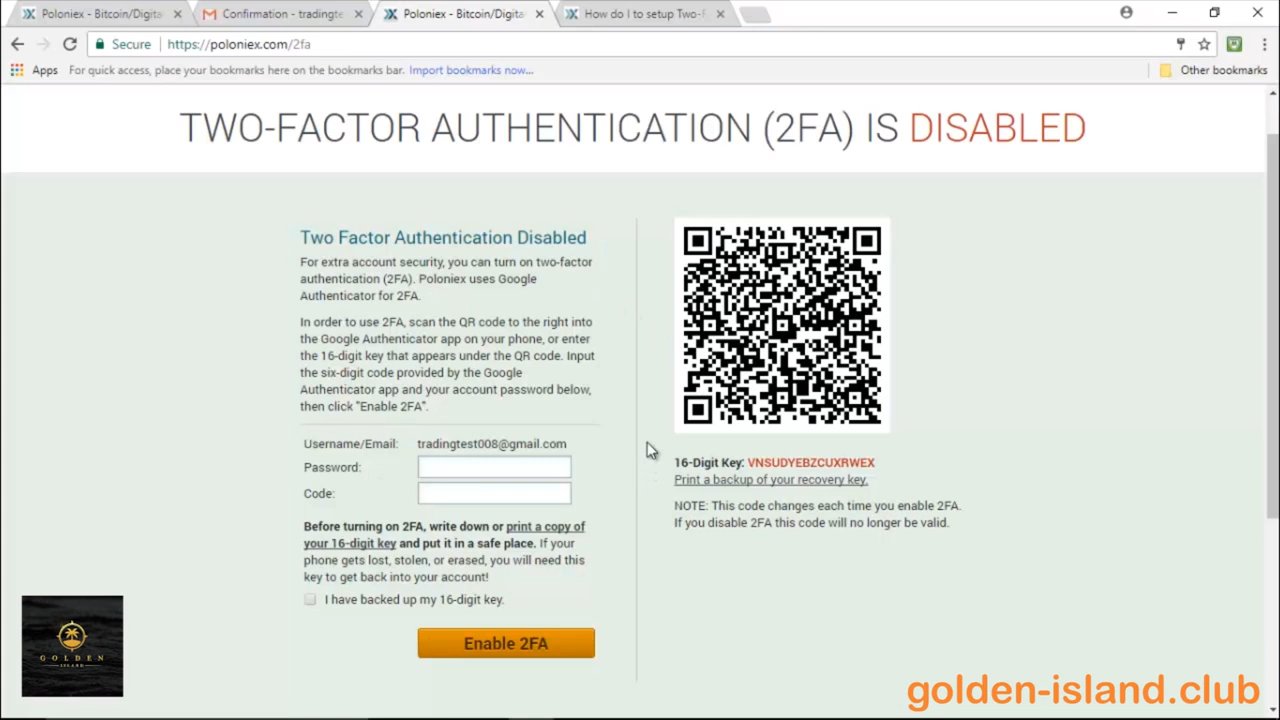 Poloniex - Bitcoin/Digita
Confirmation - tradingte
Poloniex - Bitcoin/Digita
How do I to setup Two-F
Secure
https://poloniex.com/2fa
Apps
For quick access, place your bookmarks here on the bookmarks bar. Import bookmarks now...
Other bookmarks
TWO-FACTOR AUTHENTICATION (2FA) IS DISABLED
Two Factor Authentication Disabled
For extra account security, you can turn on two-factor
authentication (2FA). Poloniex uses Google
Authenticator for 2FA.
In order to use 2FA, scan the QR code to the right into
the Google Authenticator app on your phone, or enter
the 16-digit key that appears under the QR code. Input
the six-digit code provided by the Google
Authenticator app and your account password below,
then click "Enable 2FA".
Username/Email: tradingtest008@gmail.com
Password:
Code:
Before turning on 2FA, write down or print a copy of
your 16-digit key and put it in a safe place. If your
phone gets lost, stolen, or erased, you will need this
key to get back into your account!
I have backed up my 16-digit key.
Enable 2FA
16-Digit Key: VNSUDYEBZCUXRWEX
Print a backup of your recovery key.
NOTE: This code changes each time you enable 2FA.
If you disable 2FA this code will no longer be valid.
GOLDEN
ISLAND
golden-island.club